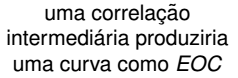 uma correlação
intermediária produziria
uma curva como EOC